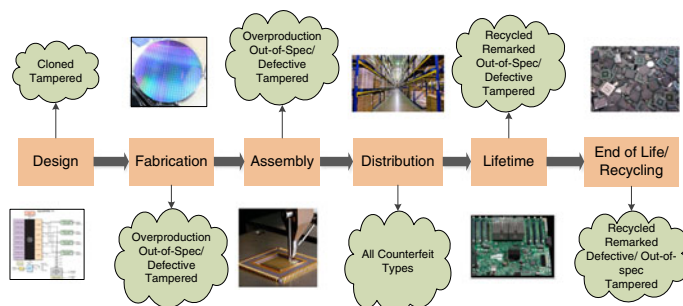 Cloned
Tampered
Overproduction
Out-of-Spec/
Defective
Tampered
Recycled
Remarked
Out-of-Spec/
Defective
Tampered
Design
Fabrication
Assembly
Distribution
Lifetime
End of Life/
Recycling
Overproduction
Out-of-Spec/
Defective
Tampered
All Counterfeit
Types
Recycled
Remarked
Defective/ Out-of-
spec
Tampered